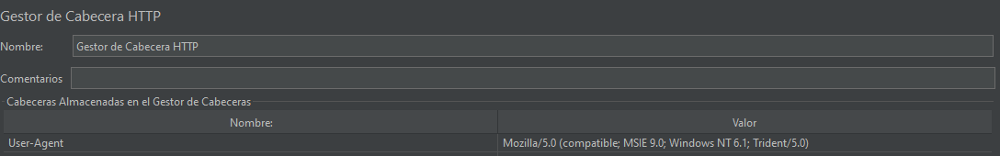 Gestor de Cabecera HTTP
Nombre: Gestor de Cabecera HTTP
Comentarios
Cabeceras Almacenadas en el Gestor de Cabeceras
Nombre: Valor
User-Agent Mozilla/5.0 (compatible; MSIE 9.0; Windows NT 6.1; Trident/5.0)